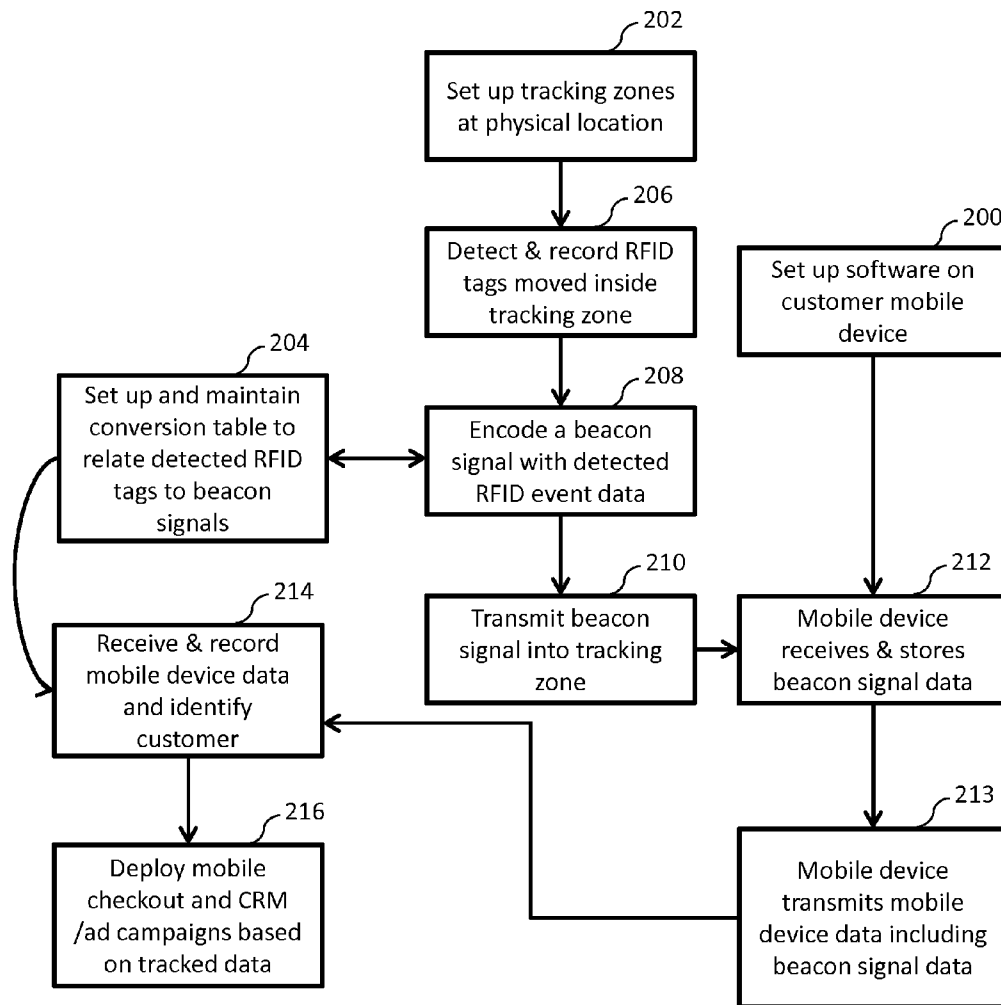 202
Set up tracking zones
at physical location
206
Detect & record RFID
tags moved inside
tracking zone
200
Set up software on
customer mobile
device
204
Set up and maintain
conversion table to
relate detected RFID
tags to beacon
signals
208
Encode a beacon
signal with detected
RFID event data
210
Transmit beacon
signal into tracking
zone
212
Mobile device
receives & stores
beacon signal data
214
Receive & record
mobile device data
and identify
customer
213
Mobile device
transmits mobile
device data including
beacon signal data
216
Deploy mobile
checkout and CRM
/ad campaigns based
on tracked data